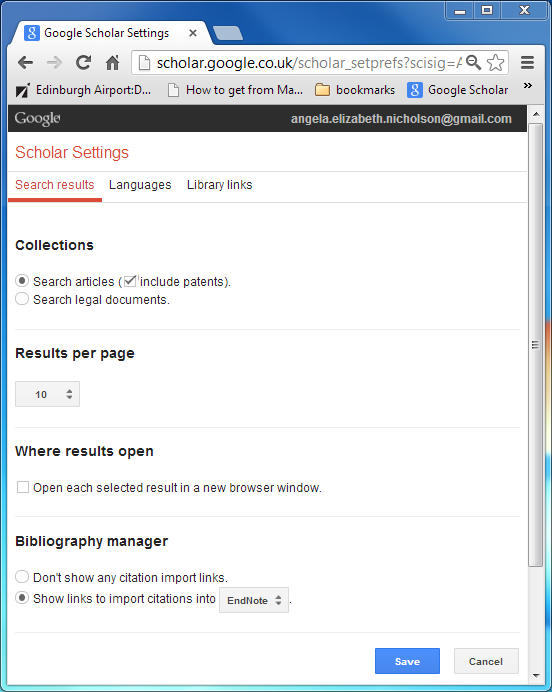 Google Scholar Settings
scholar.google.co.uk/scholar_setprefs?scisig=A
Edinburgh Airport:D... How to get from Ma... bookmarks Google Scholar »
Google angela.elizabeth.nicholson@gmail.com
Scholar Settings
Search results Languages Library links
Collections
Search articles (include patents).
Search legal documents.
Results per page
10
Where results open
Open each selected result in a new browser window.
Bibliography manager
Don't show any citation import links.
Show links to import citations into EndNote.
Save Cancel